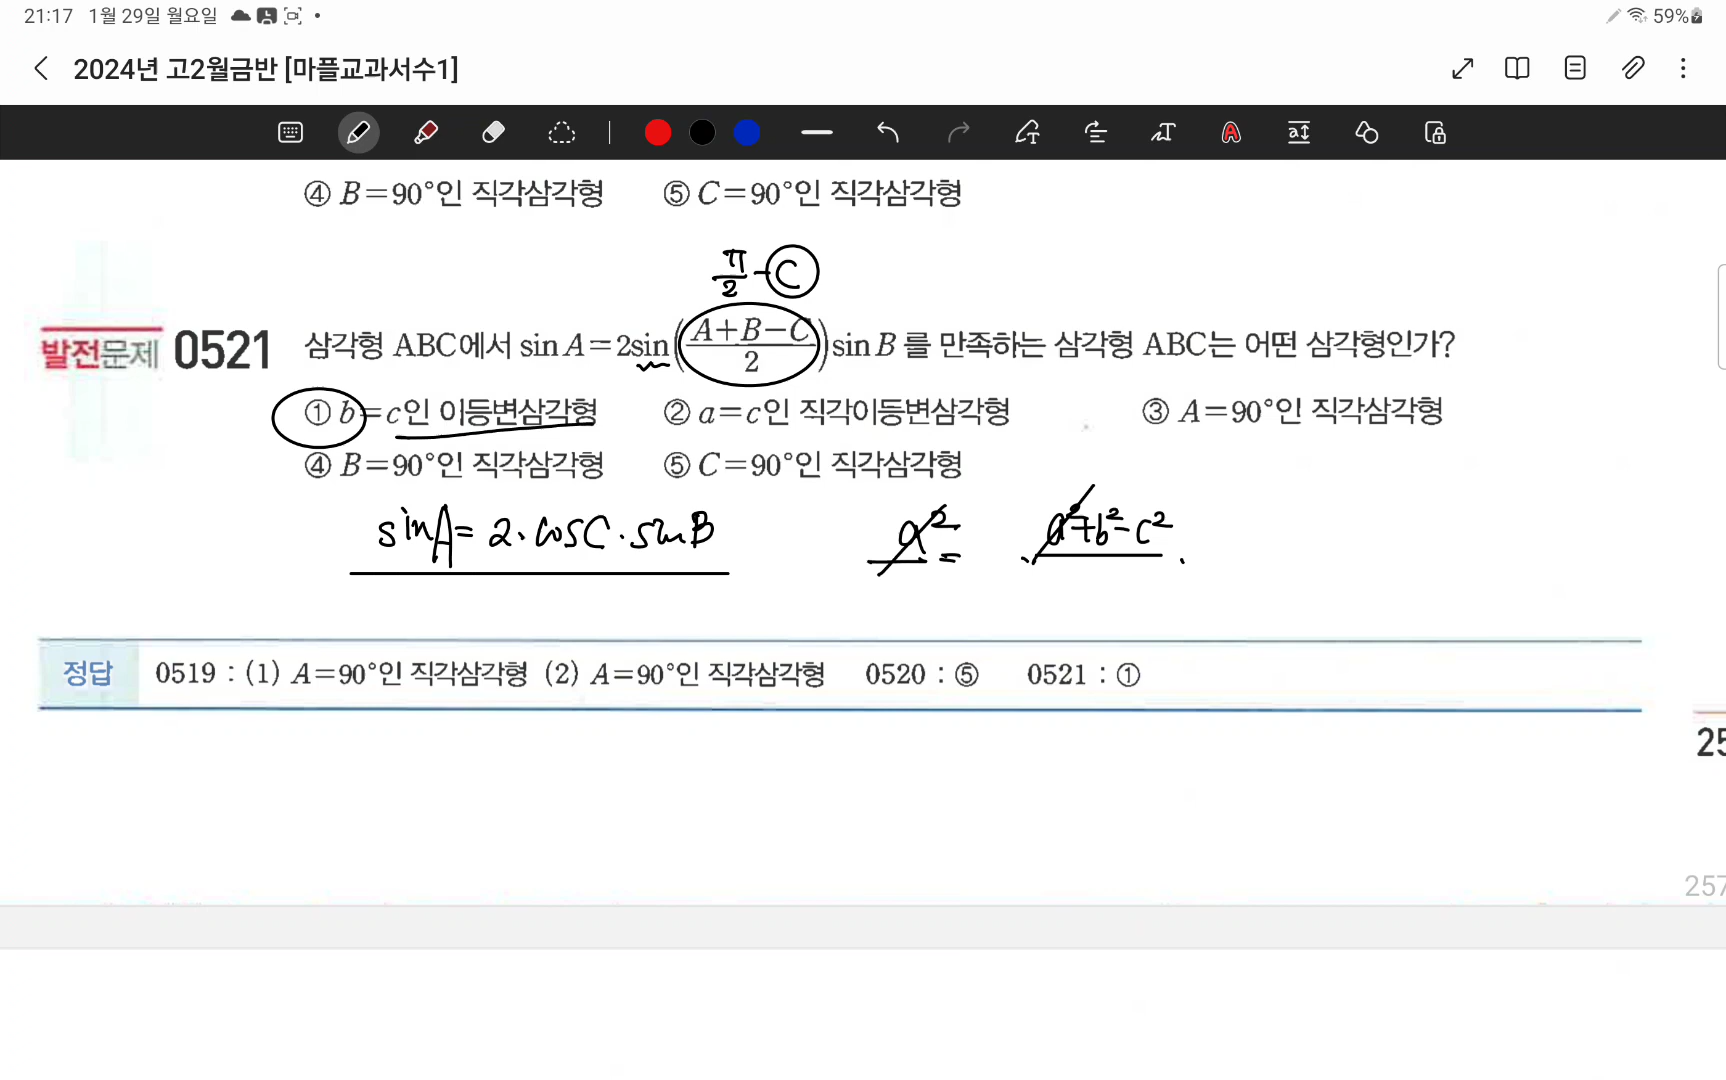 21:17 1월 29일 월요일
59%
2024년 고2월금반 [마플교과서수1]
④ B=90°인 직각삼각형 ⑤ C=90°인 직각삼각형
π/2-C
발전문제 0521 삼각형 ABC에서 sin A=2sin((A+B-C)/2)sin B를 만족하는 삼각형 ABC는 어떤 삼각형인가?
① b=c인 이등변삼각형 ② a=c인 직각이등변삼각형 ③ A=90°인 직각삼각형
④ B=90°인 직각삼각형 ⑤ C=90°인 직각삼각형
sinA= 2·cosC·sinB a²= a²+b²-c²
정답 0519 : (1) A=90°인 직각삼각형 (2) A=90°인 직각삼각형 0520 : ⑤ 0521 : ①
25
257